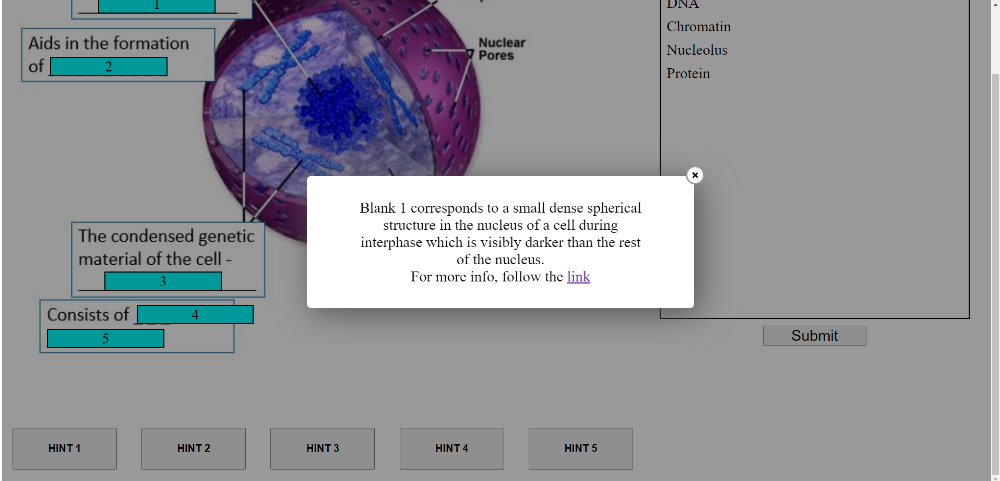 1
Aids in the formation
of 2
Nuclear
Pores
The condensed genetic
material of the cell -
3
Consists of 4
5
DNA
Chromatin
Nucleolus
Protein
Submit
×
Blank 1 corresponds to a small dense spherical
structure in the nucleus of a cell during
interphase which is visibly darker than the rest
of the nucleus.
For more info, follow the link
HINT 1
HINT 2
HINT 3
HINT 4
HINT 5